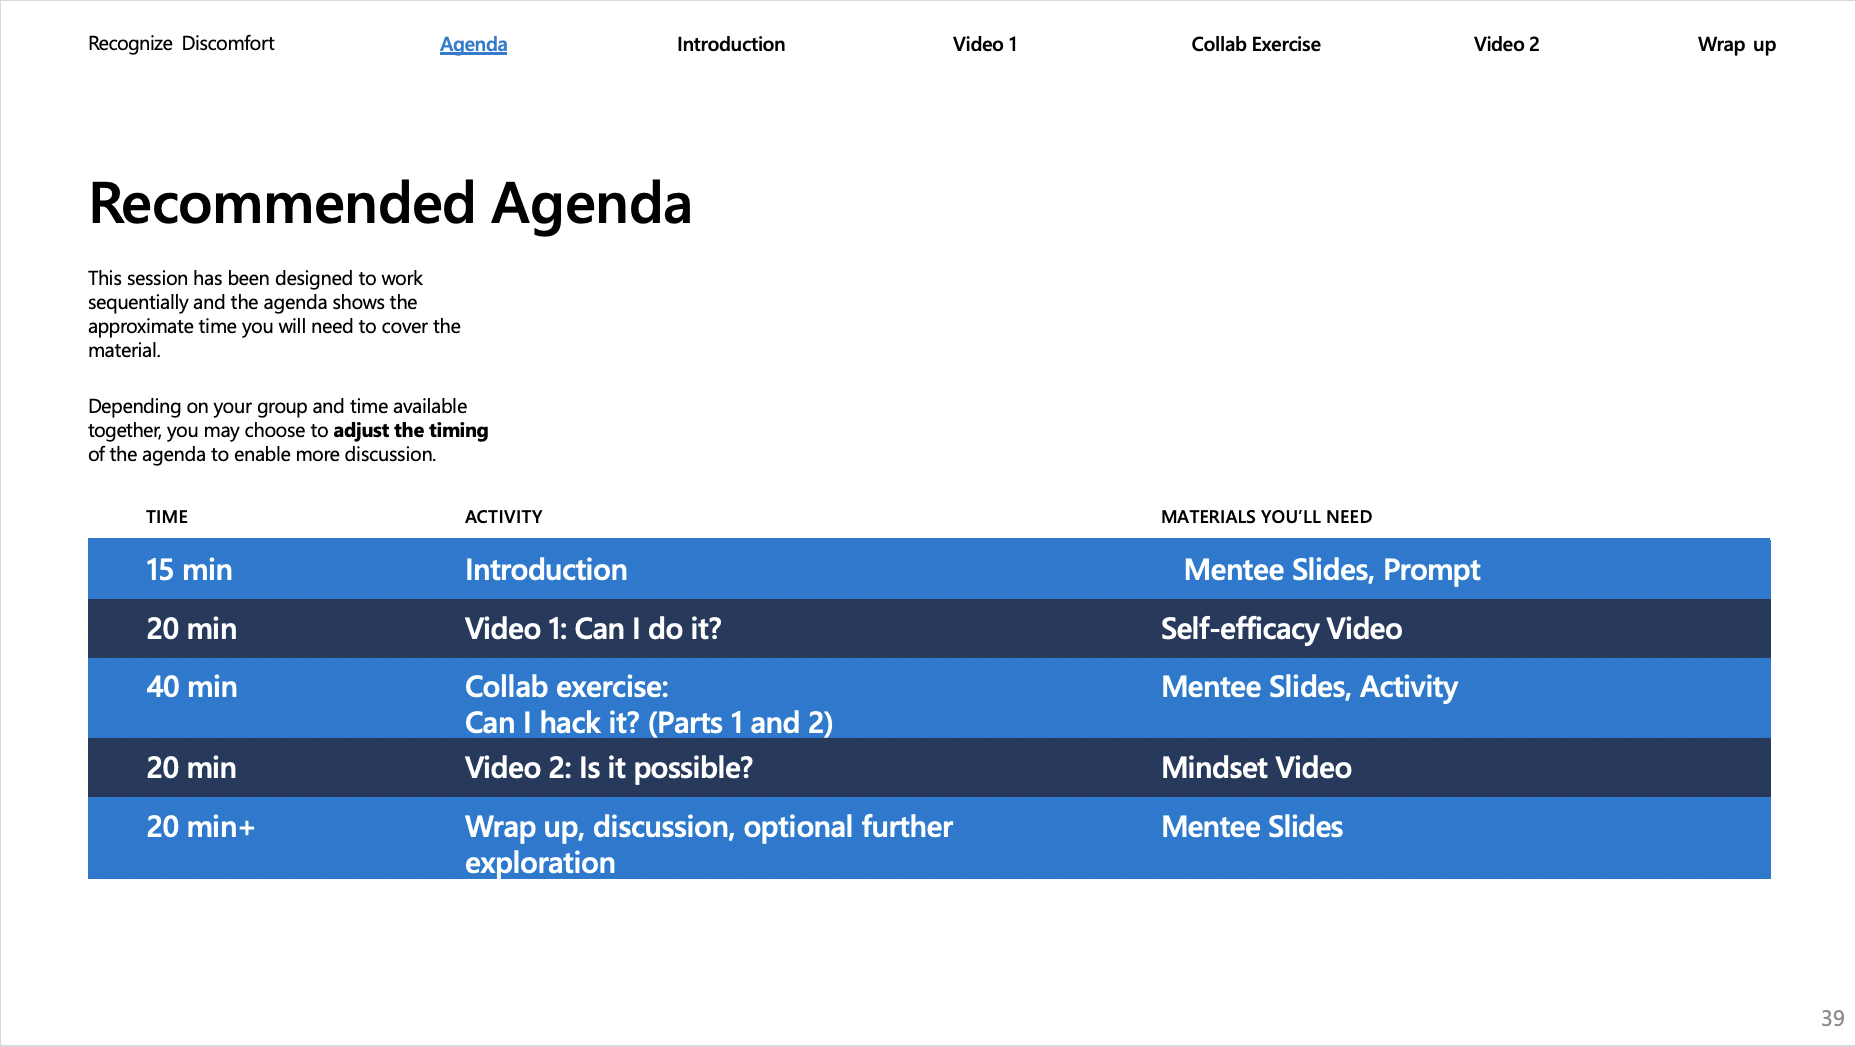 Recognize Discomfort Agenda Introduction Video 1 Collab Exercise Video 2 Wrap up
Recommended Agenda
This session has been designed to work
sequentially and the agenda shows the
approximate time you will need to cover the
material.
Depending on your group and time available
together, you may choose to adjust the timing
of the agenda to enable more discussion.
TIME ACTIVITY MATERIALS YOU’LL NEED
15 min Introduction Mentee Slides, Prompt
20 min Video 1: Can I do it? Self-efficacy Video
40 min Collab exercise: Mentee Slides, Activity
Can I hack it? (Parts 1 and 2)
20 min Video 2: Is it possible? Mindset Video
20 min+ Wrap up, discussion, optional further Mentee Slides
exploration
39